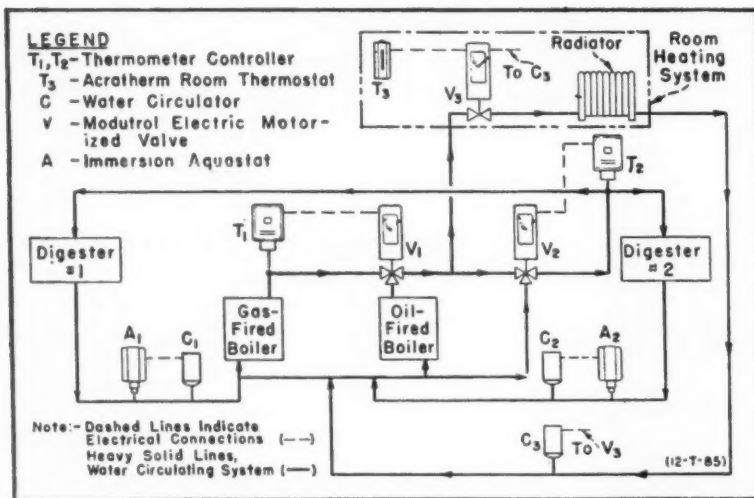 LEGEND
T1,T2-Thermometer Controller
T3 - Acratherm Room Thermostat
C - Water Circulator
V - Modutrol Electric Motor-
ized Valve
A - Immersion Aquastat
T3
V3
To C3
Radiator
Room
Heating
System
T2
T1
V1
V2
Digester
#1
Digester
#2
Gas-
Fired
Boiler
Oil-
Fired
Boiler
A1
C1
C2
A2
Note:- Dashed Lines Indicate
Electrical Connections (---)
Heavy Solid Lines,
Water Circulating System (—)
C3
To V3
(12-T-85)